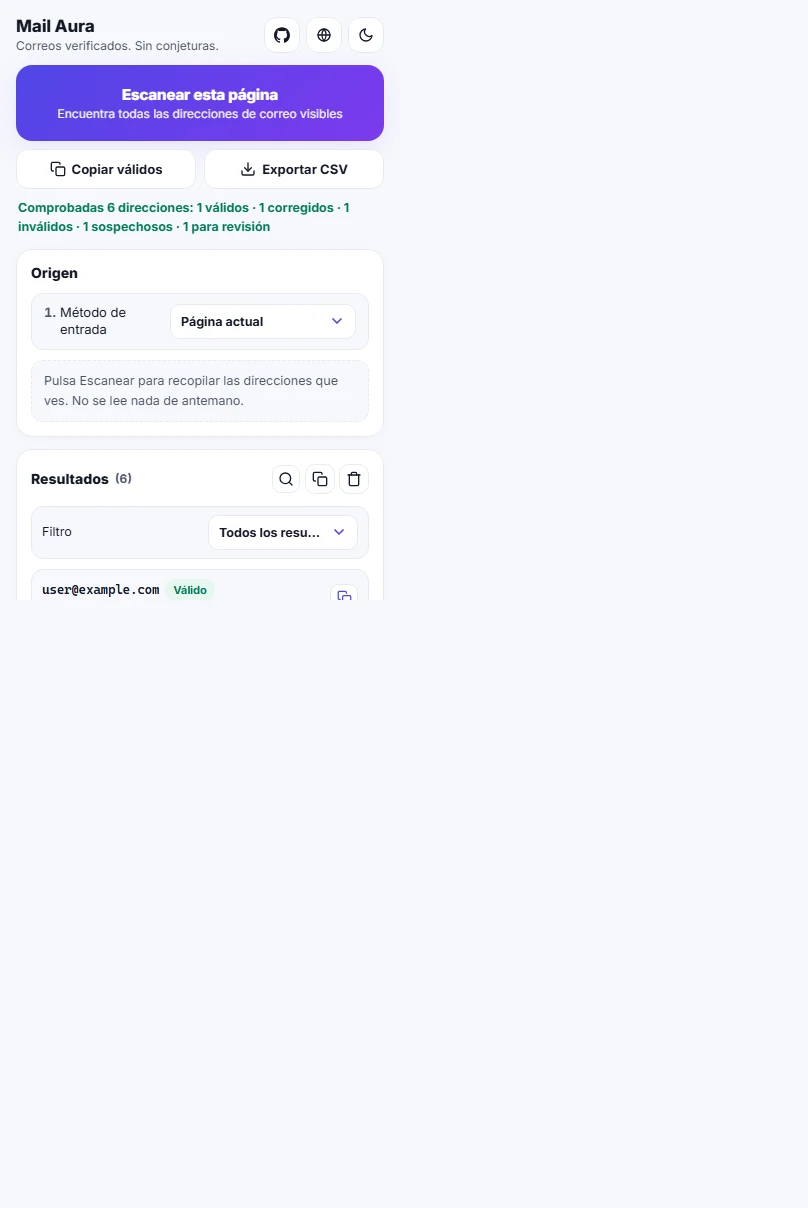 Mail Aura
Correos verificados. Sin conjeturas.
Escanear esta página
Encuentra todas las direcciones de correo visibles
Copiar válidos
Exportar CSV
Comprobadas 6 direcciones: 1 válidos · 1 corregidos · 1
inválidos · 1 sospechosos · 1 para revisión
Origen
1. Método de
entrada
Página actual
Pulsa Escanear para recopilar las direcciones que
ves. No se lee nada de antemano.
Resultados (6)
Filtro
Todos los resu...
user@example.com Válido